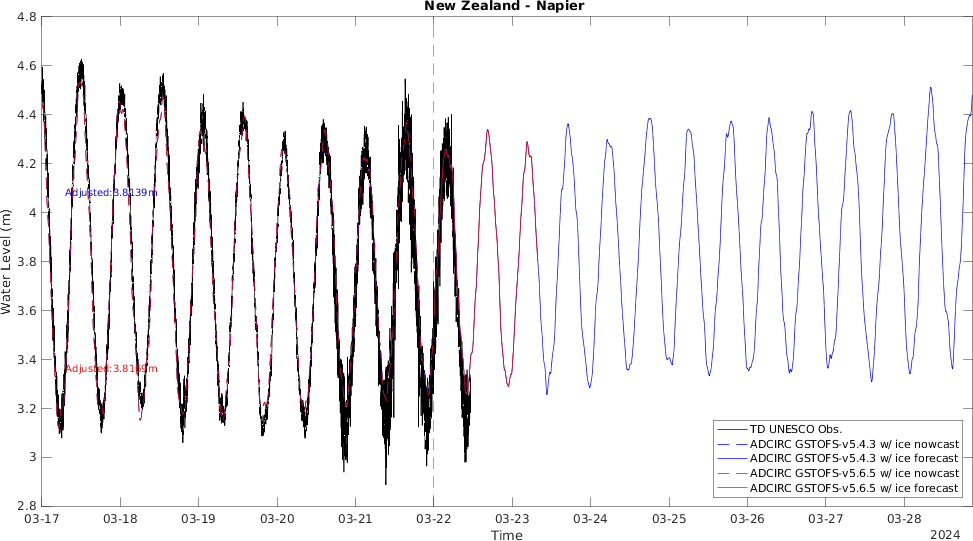 New Zealand - Napier
4.8
4.6
4.4
4.2
4
3.8
3.6
3.4
3.2
3
2.8
Water Level (m)
Adjusted:3.8139m
Adjusted:3.8169m
TD UNESCO Obs.
ADCIRC GSTOFS-v5.4.3 w/ ice nowcast
ADCIRC GSTOFS-v5.4.3 w/ ice forecast
ADCIRC GSTOFS-v5.6.5 w/ ice nowcast
ADCIRC GSTOFS-v5.6.5 w/ ice forecast
03-17 03-18 03-19 03-20 03-21 03-22 03-23 03-24 03-25 03-26 03-27 03-28
Time
2024